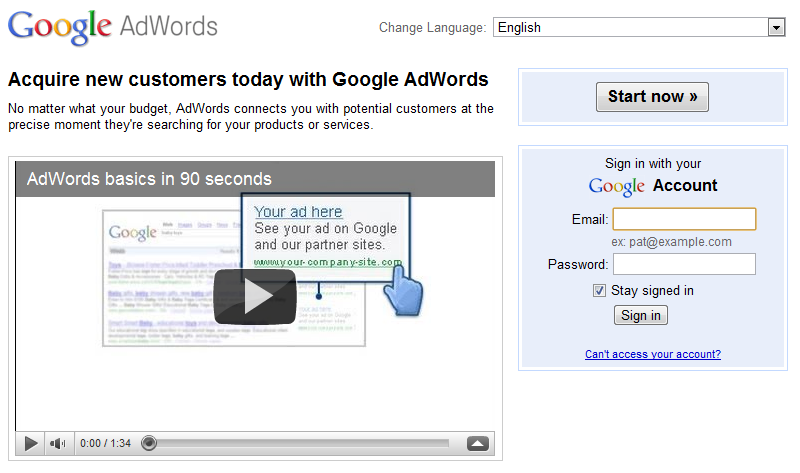 Google AdWords
Change Language: English
Acquire new customers today with Google AdWords
No matter what your budget, AdWords connects you with potential customers at the
precise moment they're searching for your products or services.
Start now »
AdWords basics in 90 seconds
Google
Your ad here
See your ad on Google
and our partner sites.
www.your-company-site.com
0:00 / 1:34
Sign in with your
Google Account
Email:
ex: pat@example.com
Password:
Stay signed in
Sign in
Can't access your account?